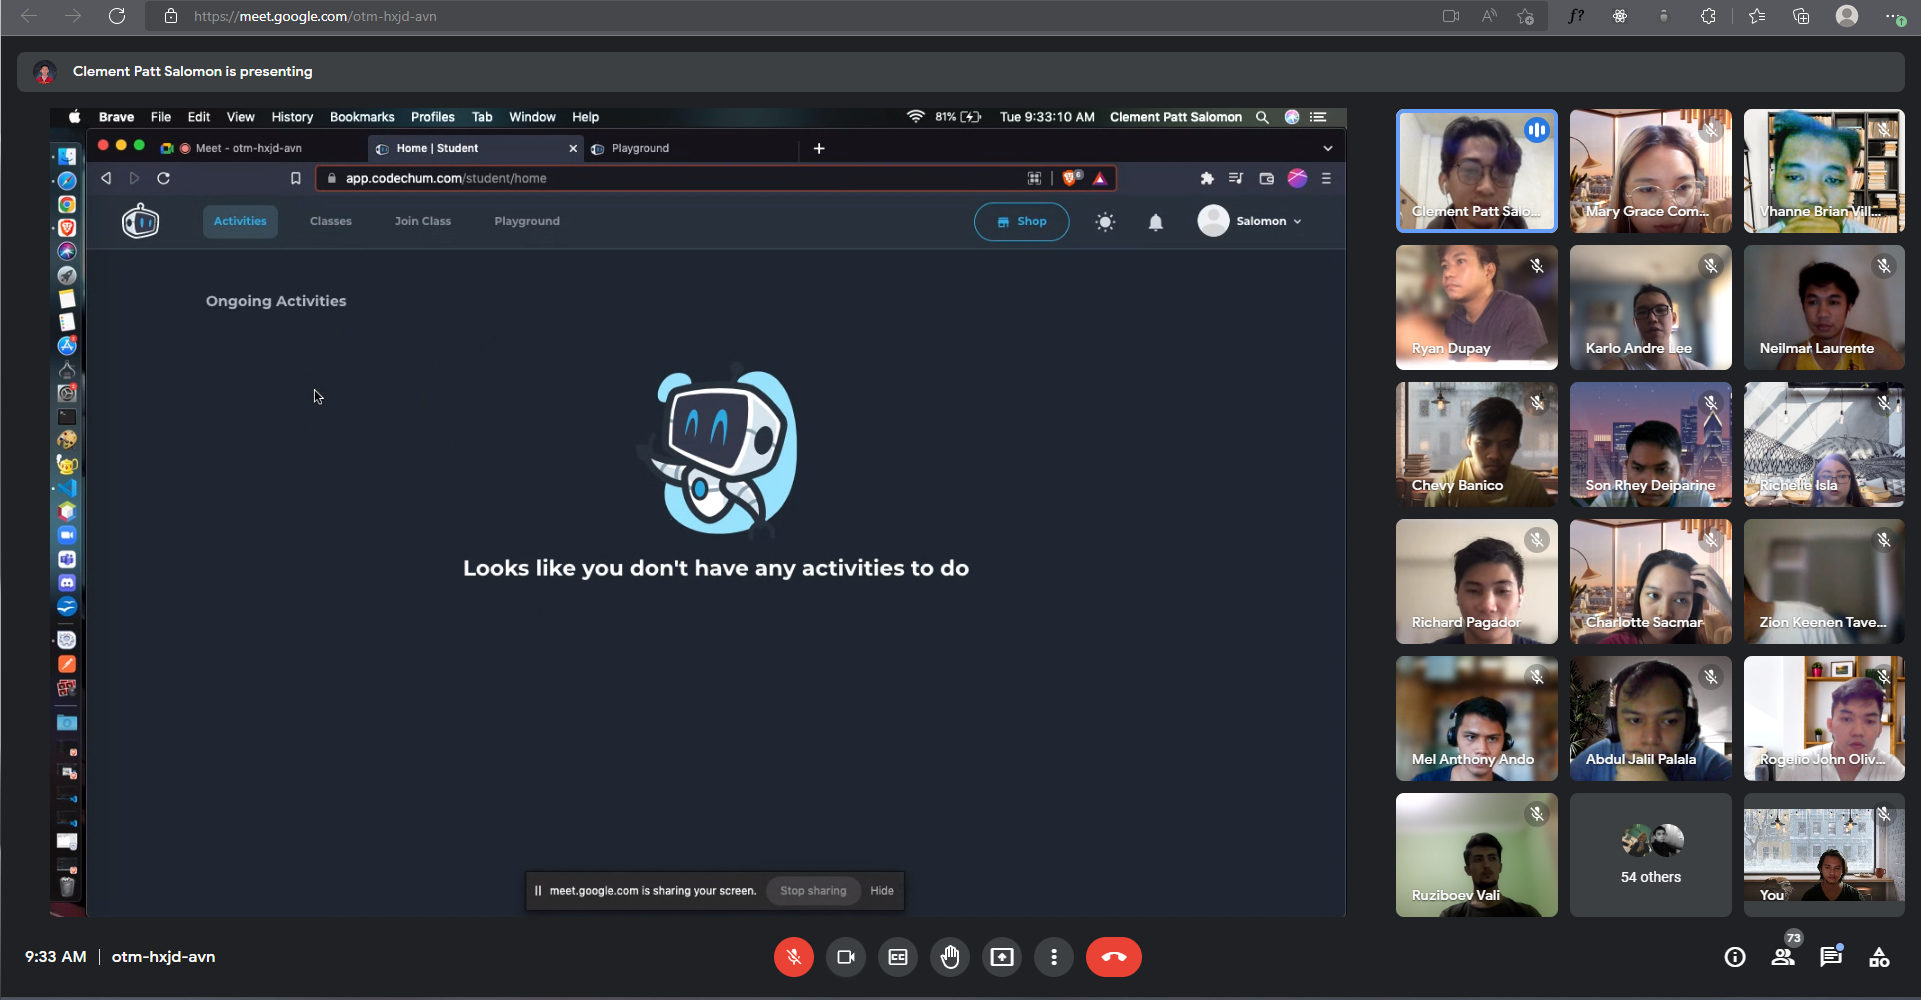 https://meet.google.com/otm-hxjd-avn
Clement Patt Salomon is presenting
Brave File Edit View History Bookmarks Profiles Tab Window Help
81% Tue 9:33:10 AM Clement Patt Salomon
Meet - otm-hxjd-avn
Home | Student
Playground
app.codechum.com/student/home
Activities Classes Join Class Playground
Shop
Salomon
Ongoing Activities
Looks like you don't have any activities to do
meet.google.com is sharing your screen. Stop sharing Hide
Clement Patt Salo...
Mary Grace Com...
Vhanne Brian Vill...
Ryan Dupay
Karlo Andre Lee
Neilmar Laurente
Chevy Banico
Son Rhey Deiparine
Richelle Isla
Richard Pagador
Charlotte Sacmar
Zion Keenen Tave...
Mel Anthony Ando
Abdul Jalil Palala
Rogelio John Oliv...
Ruziboev Vali
54 others
You
9:33 AM | otm-hxjd-avn
73